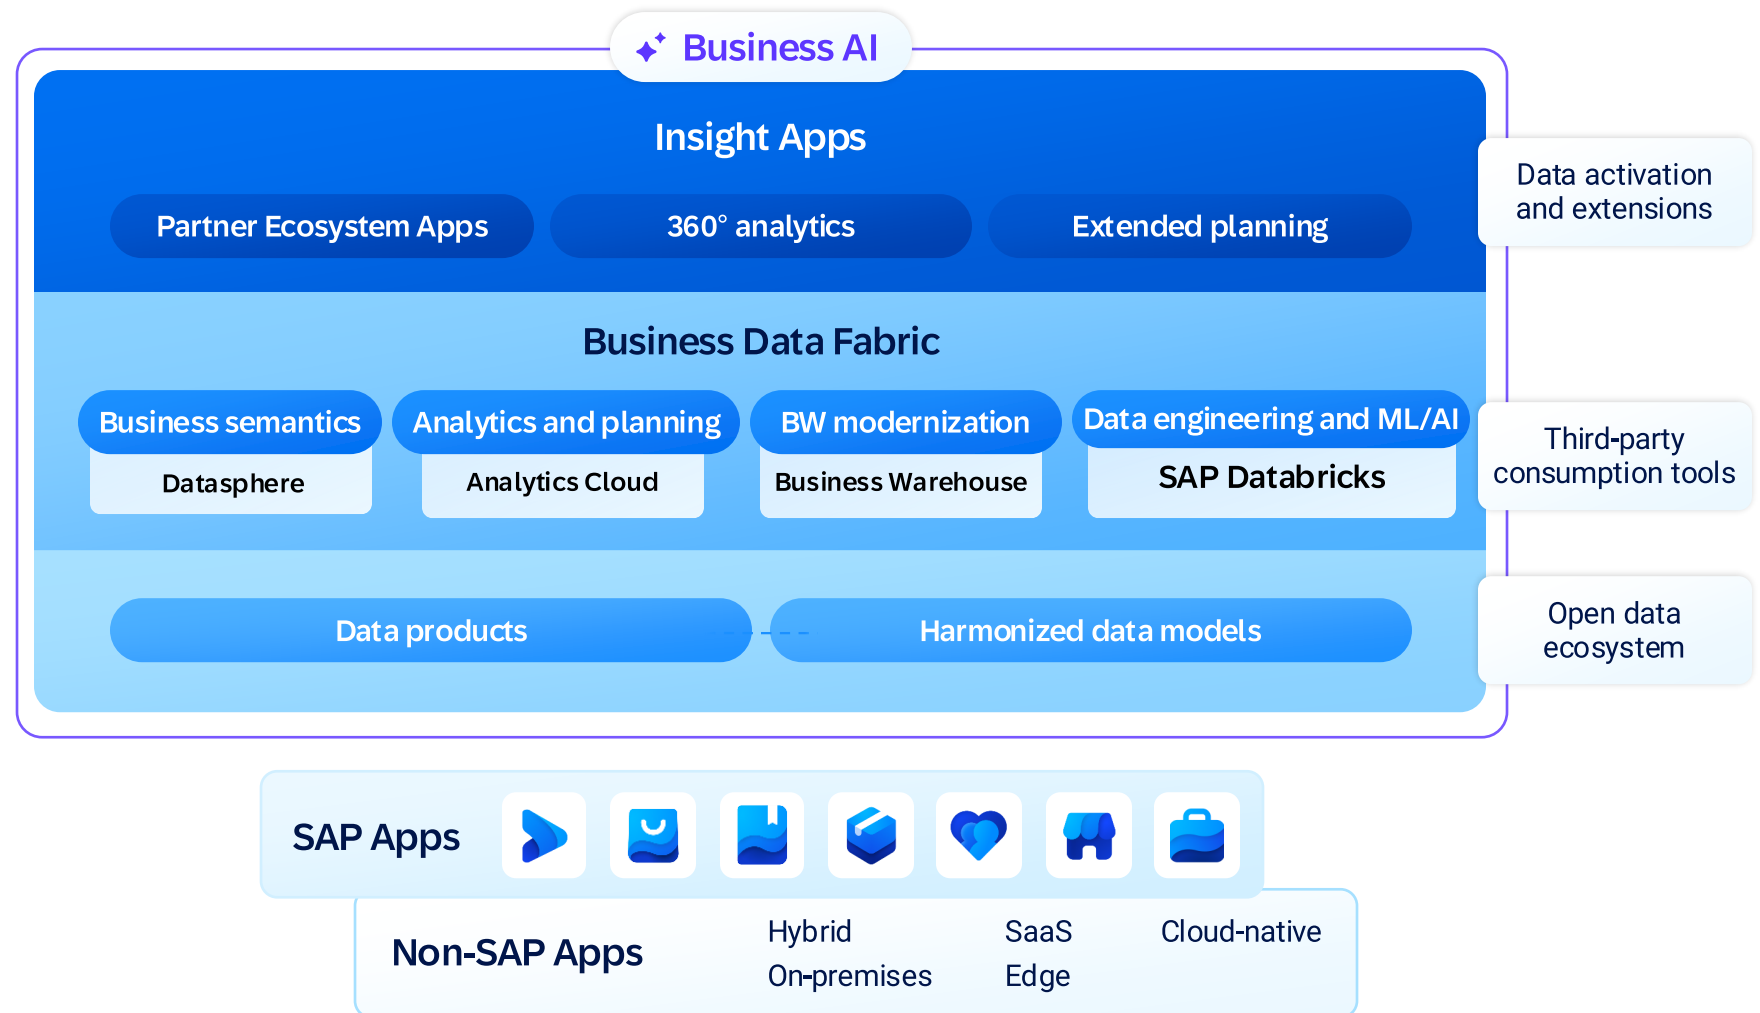 Business AI
Insight Apps
Partner Ecosystem Apps
360° analytics
Extended planning
Data activation
and extensions
Business Data Fabric
Business semantics
Analytics and planning
BW modernization
Data engineering and ML/AI
Datasphere
Analytics Cloud
Business Warehouse
SAP Databricks
Third-party
consumption tools
Data products
Harmonized data models
Open data
ecosystem
SAP Apps
Non-SAP Apps
Hybrid
SaaS
Cloud-native
On-premises
Edge